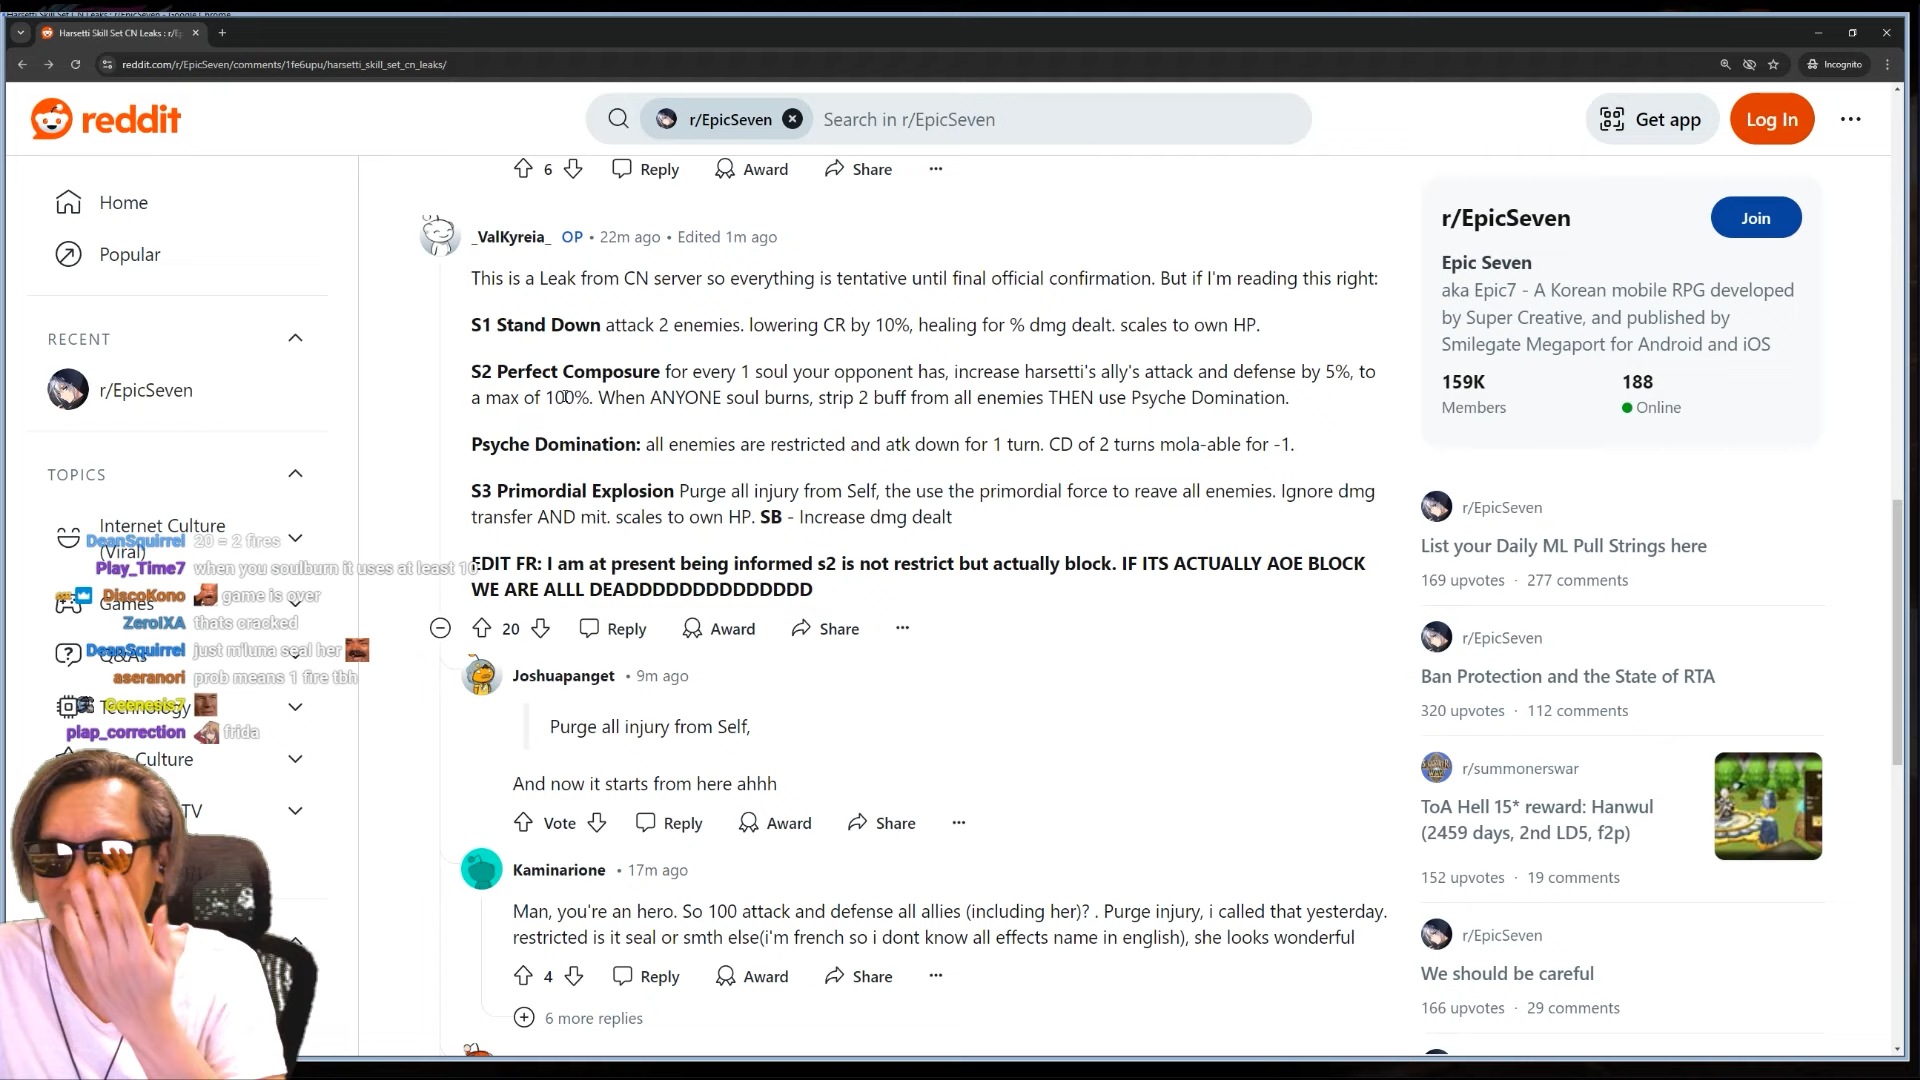 Harsetti Skill Set CN Leaks : r/EpicSeven - Google Chrome
Harsetti Skill Set CN Leaks : r/E
reddit.com/r/EpicSeven/comments/1fe6upu/harsetti_skill_set_cn_leaks/
Incognito
reddit
r/EpicSeven
Search in r/EpicSeven
Get app
Log In
6 Reply Award Share
Home
Popular
RECENT
r/EpicSeven
TOPICS
Internet Culture
(Viral)
Games
Q&As
Technology
Culture
TV
DeanSquirrel 20 = 2 fires
Play_Time7 when you soulburn it uses at least 10
DiscoKono game is over
ZeroIXA thats cracked
DeanSquirrel just m'luna seal her
aseranori prob means 1 fire tbh
Geenesis7
plap_correction frida
_ValKyreia_ OP • 22m ago • Edited 1m ago
This is a Leak from CN server so everything is tentative until final official confirmation. But if I'm reading this right:
S1 Stand Down attack 2 enemies. lowering CR by 10%, healing for % dmg dealt. scales to own HP.
S2 Perfect Composure for every 1 soul your opponent has, increase harsetti's ally's attack and defense by 5%, to
a max of 100%. When ANYONE soul burns, strip 2 buff from all enemies THEN use Psyche Domination.
Psyche Domination: all enemies are restricted and atk down for 1 turn. CD of 2 turns mola-able for -1.
S3 Primordial Explosion Purge all injury from Self, the use the primordial force to reave all enemies. Ignore dmg
transfer AND mit. scales to own HP. SB - Increase dmg dealt
EDIT FR: I am at present being informed s2 is not restrict but actually block. IF ITS ACTUALLY AOE BLOCK
WE ARE ALLL DEADDDDDDDDDDDDDD
20 Reply Award Share
Joshuapanget • 9m ago
Purge all injury from Self,
And now it starts from here ahhh
Vote Reply Award Share
Kaminarione • 17m ago
Man, you're an hero. So 100 attack and defense all allies (including her)? . Purge injury, i called that yesterday.
restricted is it seal or smth else(i'm french so i dont know all effects name in english), she looks wonderful
4 Reply Award Share
6 more replies
r/EpicSeven
Join
Epic Seven
aka Epic7 - A Korean mobile RPG developed
by Super Creative, and published by
Smilegate Megaport for Android and iOS
159K 188
Members Online
r/EpicSeven
List your Daily ML Pull Strings here
169 upvotes · 277 comments
r/EpicSeven
Ban Protection and the State of RTA
320 upvotes · 112 comments
r/summonerswar
ToA Hell 15* reward: Hanwul
(2459 days, 2nd LD5, f2p)
152 upvotes · 19 comments
r/EpicSeven
We should be careful
166 upvotes · 29 comments